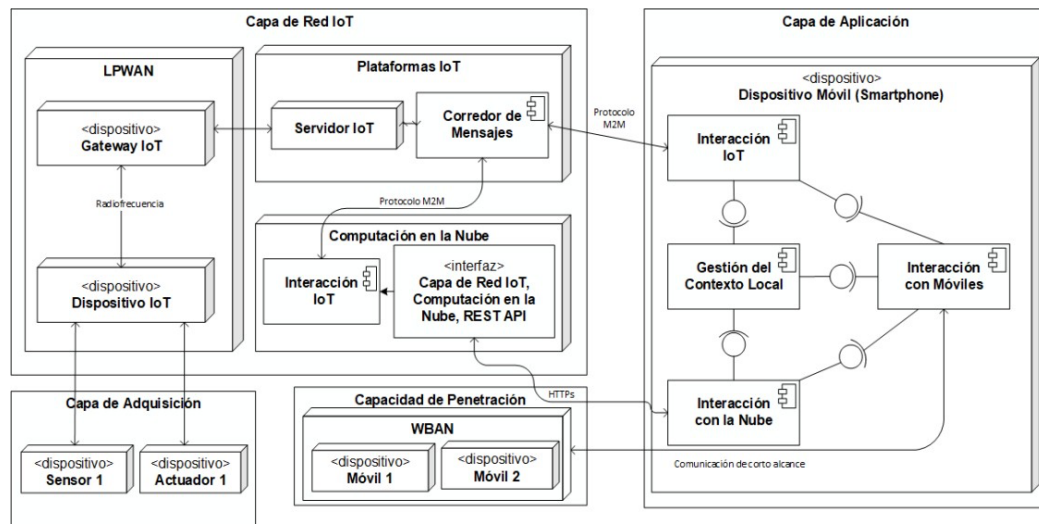 Capa de Red IoT
LPWAN
<dispositivo>
Gateway IoT
Radiofrecuencia
<dispositivo>
Dispositivo IoT
Plataformas IoT
Servidor IoT
Corredor de
Mensajes
Protocolo M2M
Computación en la Nube
Interacción
IoT
<interfaz>
Capa de Red IoT,
Computación en la
Nube, REST API
Capa de Adquisición
<dispositivo>
Sensor 1
<dispositivo>
Actuador 1
Capacidad de Penetración
WBAN
<dispositivo>
Móvil 1
<dispositivo>
Móvil 2
Protocolo
M2M
HTTPs
Comunicación de corto alcance
Capa de Aplicación
<dispositivo>
Dispositivo Móvil (Smartphone)
Interacción
IoT
Gestión del
Contexto Local
Interacción
con Móviles
Interacción
con la Nube